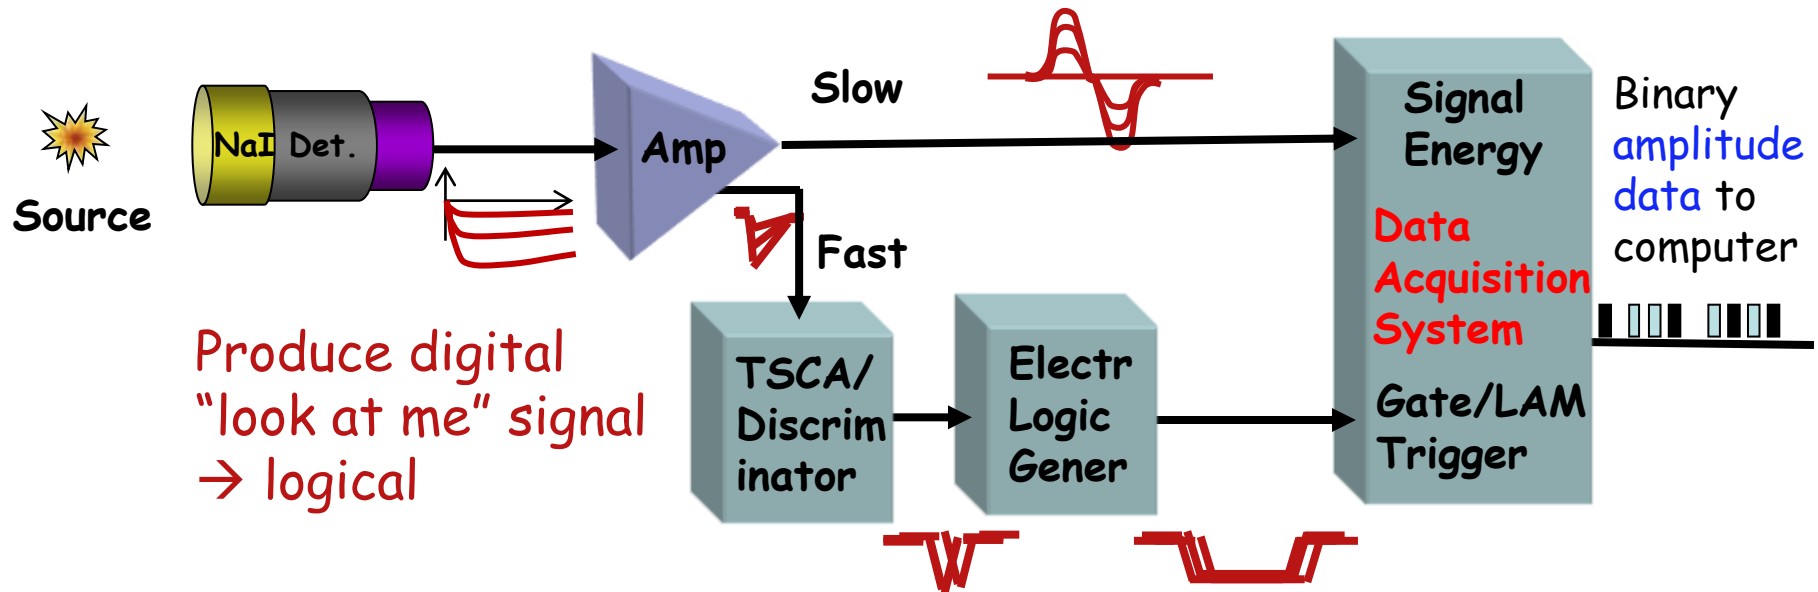 Source
NaI Det.
Amp
Slow
Fast
Produce digital
“look at me” signal
→ logical
TSCA/
Discrim
inator
Electr
Logic
Gener
Signal
Energy
Data
Acquisition
System
Gate/LAM
Trigger
Binary
amplitude
data to
computer